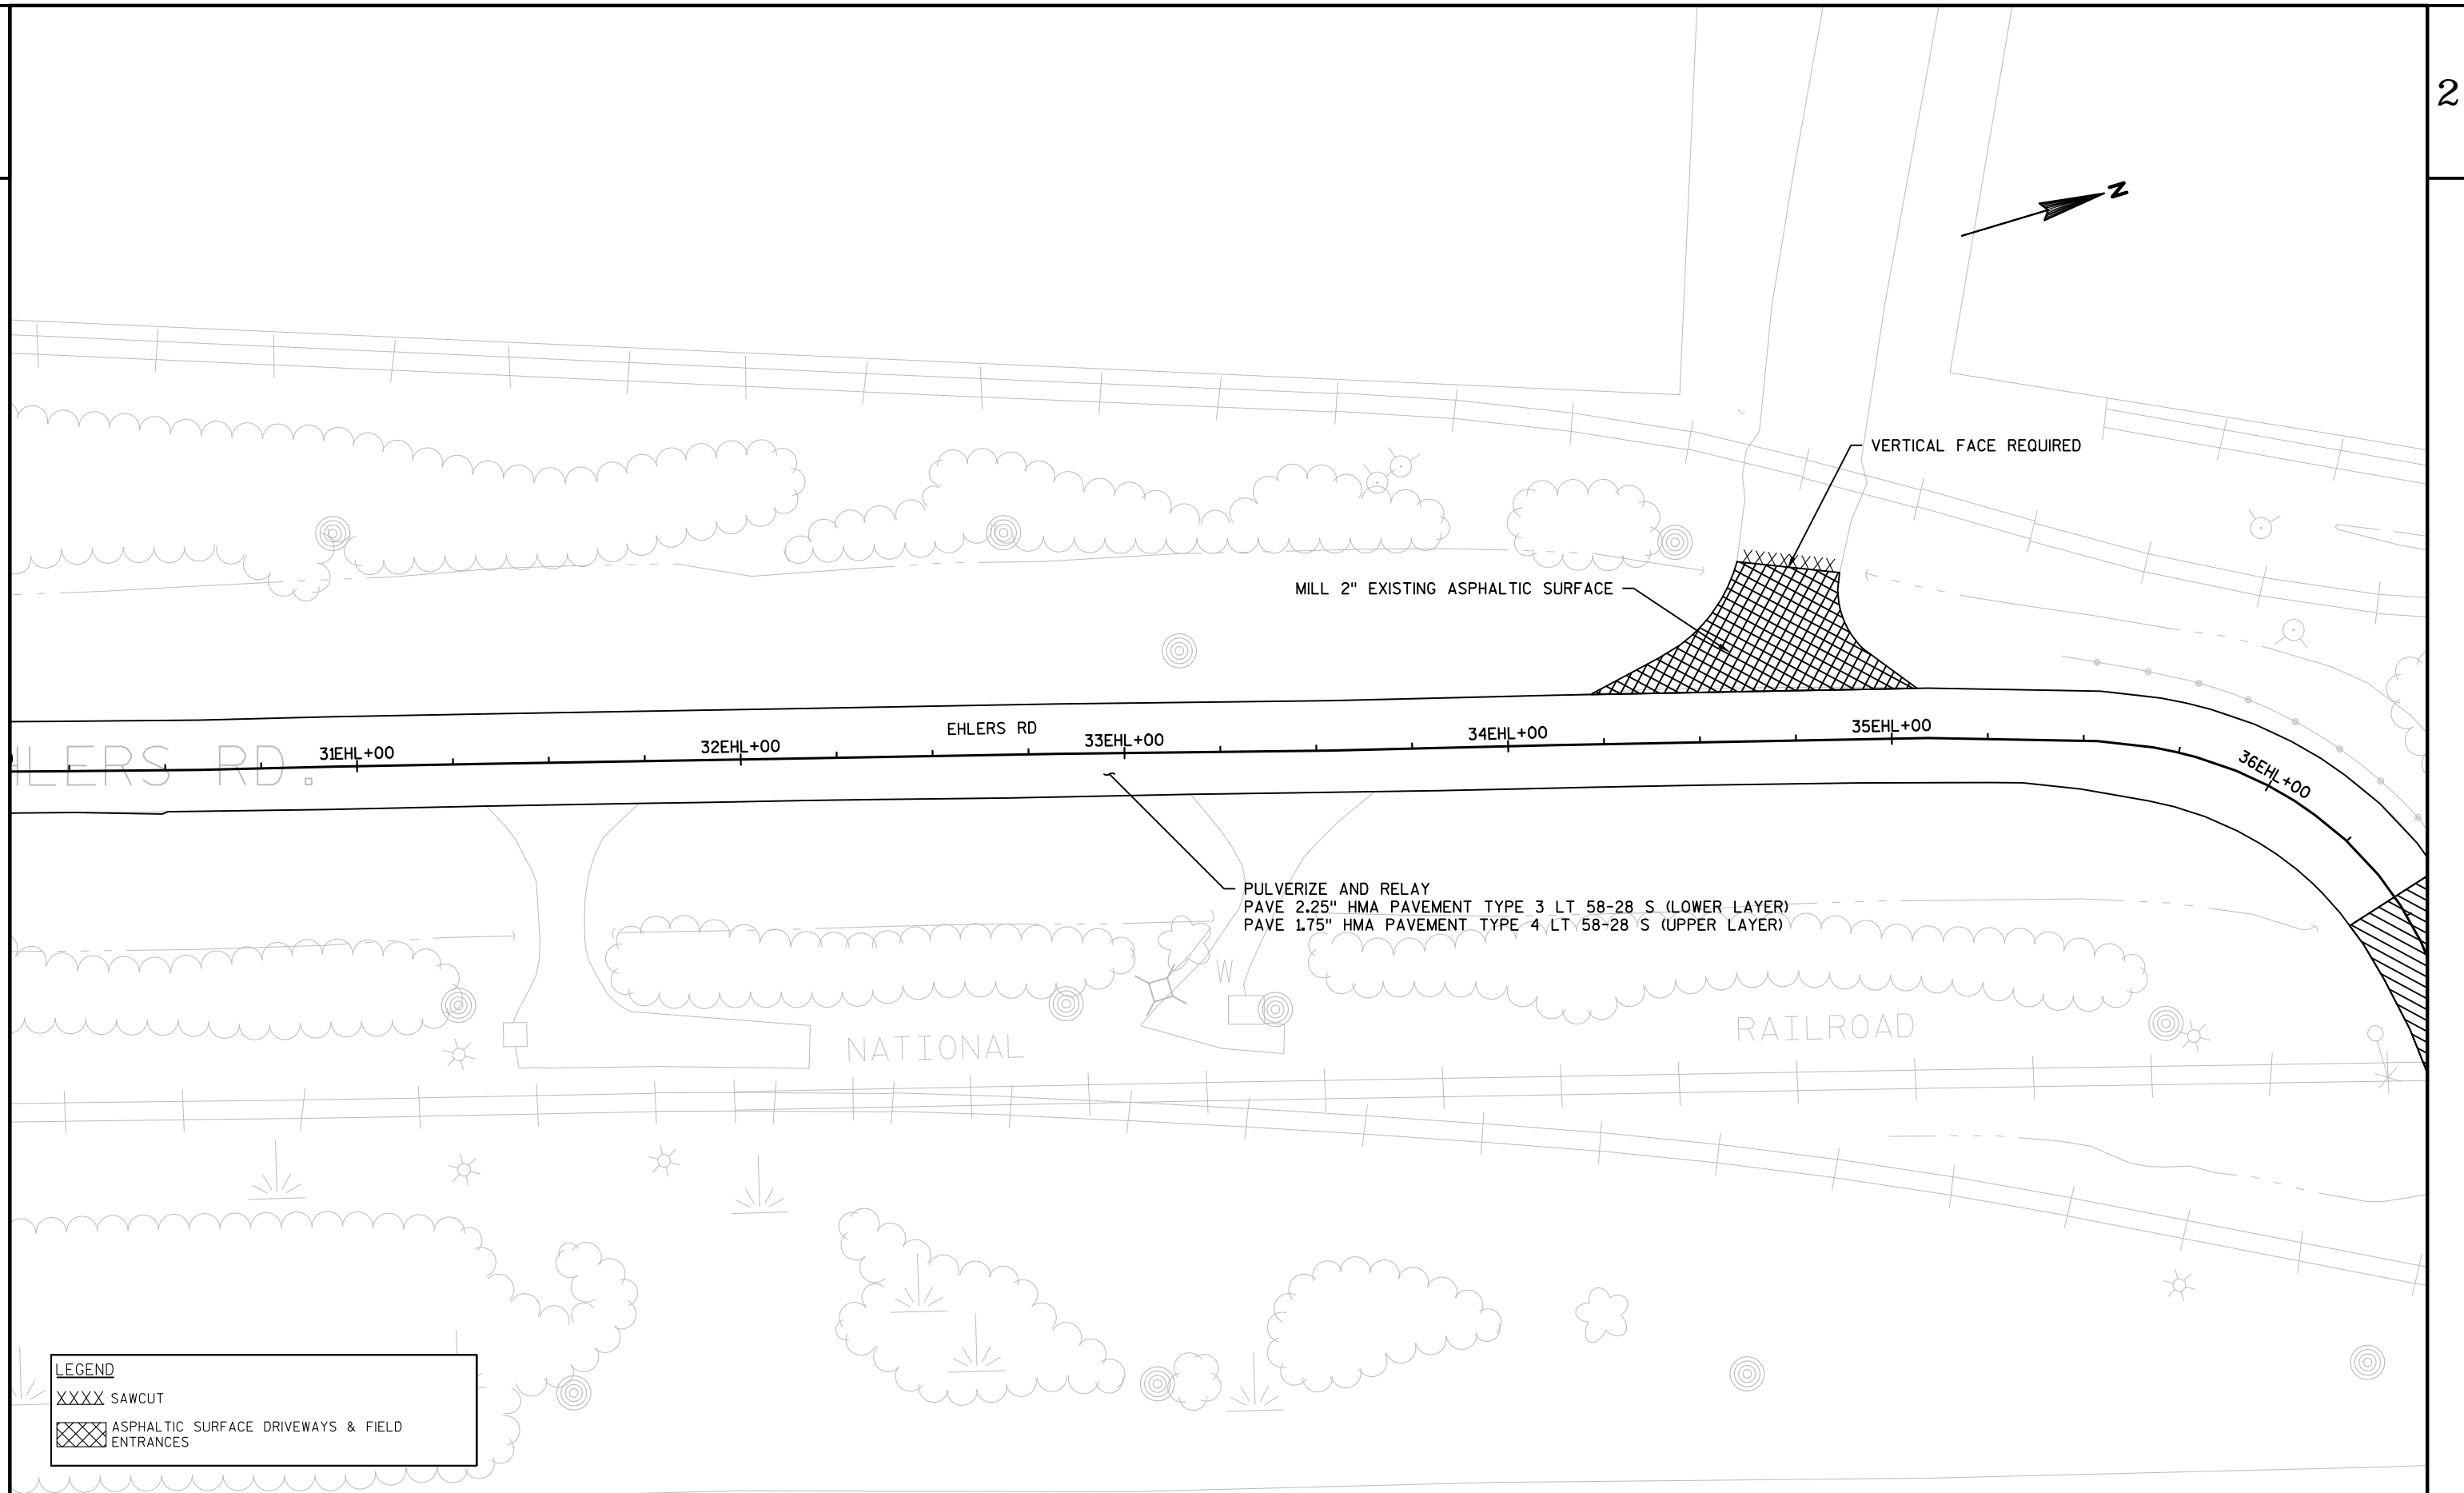 2
N
VERTICAL FACE REQUIRED
MILL 2" EXISTING ASPHALTIC SURFACE
EHLERS RD
31EHL+00
32EHL+00
33EHL+00
34EHL+00
35EHL+00
36EHL+00
HLERS RD.
PULVERIZE AND RELAY
PAVE 2.25" HMA PAVEMENT TYPE 3 LT 58-28 S (LOWER LAYER)
PAVE 1.75" HMA PAVEMENT TYPE 4 LT 58-28 S (UPPER LAYER)
W
NATIONAL
RAILROAD
LEGEND
XXXX SAWCUT
ASPHALTIC SURFACE DRIVEWAYS & FIELD
ENTRANCES